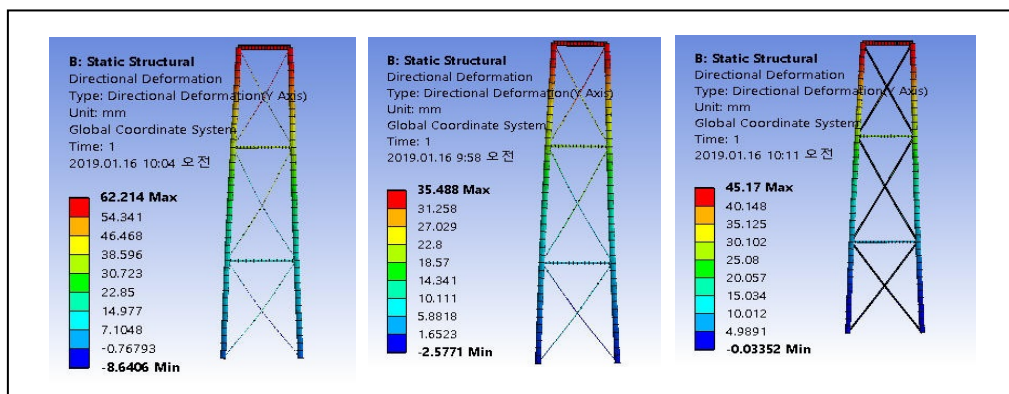 B: Static Structural
Directional Deformation
Type: Directional Deformation(Y Axis)
Unit: mm
Global Coordinate System
Time: 1
2019.01.16 10:04 오전
62.214 Max
54.341
46.468
38.596
30.723
22.85
14.977
7.1048
-0.76793
-8.6406 Min
B: Static Structural
Directional Deformation
Type: Directional Deformation(Y Axis)
Unit: mm
Global Coordinate System
Time: 1
2019.01.16 9:58 오전
35.488 Max
31.258
27.029
22.8
18.57
14.341
10.111
5.8818
1.6523
-2.5771 Min
B: Static Structural
Directional Deformation
Type: Directional Deformation(Y Axis)
Unit: mm
Global Coordinate System
Time: 1
2019.01.16 10:11 오전
45.17 Max
40.148
35.125
30.102
25.08
20.057
15.034
10.012
4.9891
-0.03352 Min